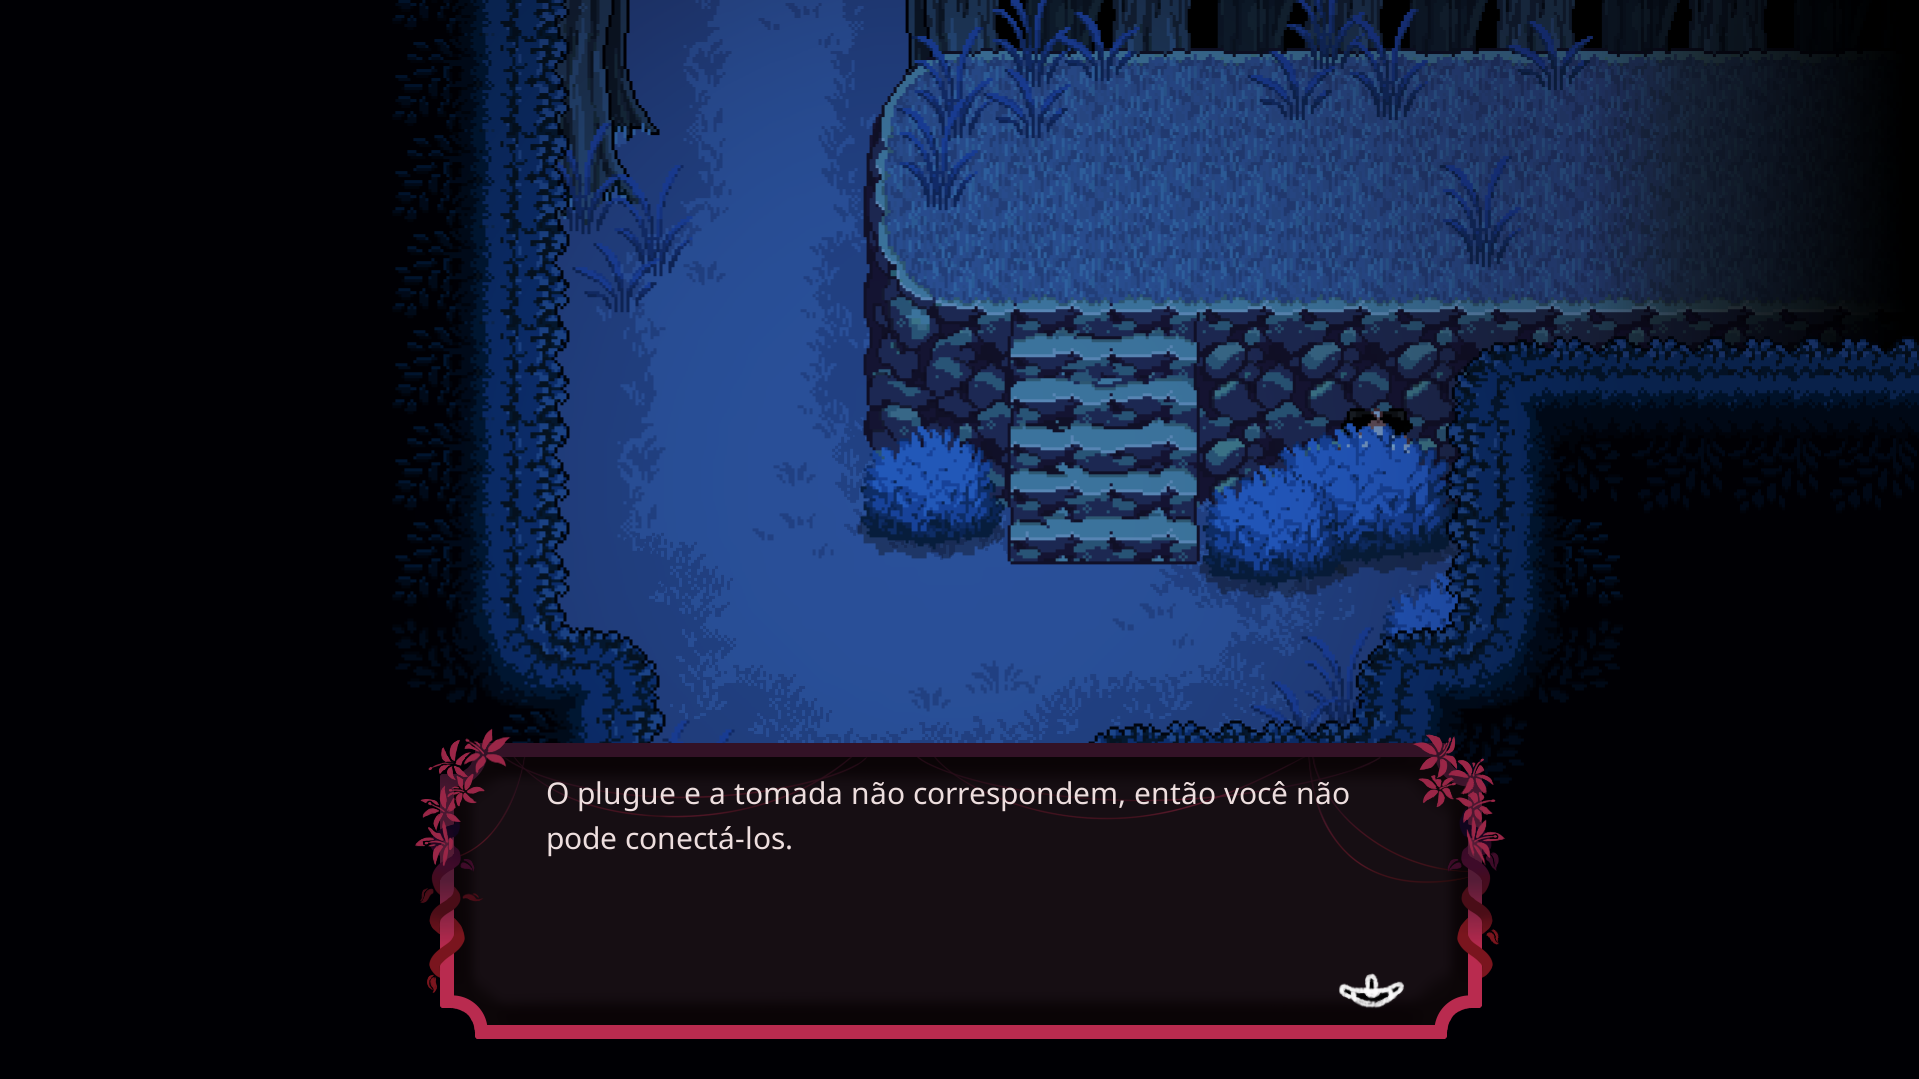 O plugue e a tomada não correspondem, então você não
pode conectá-los.